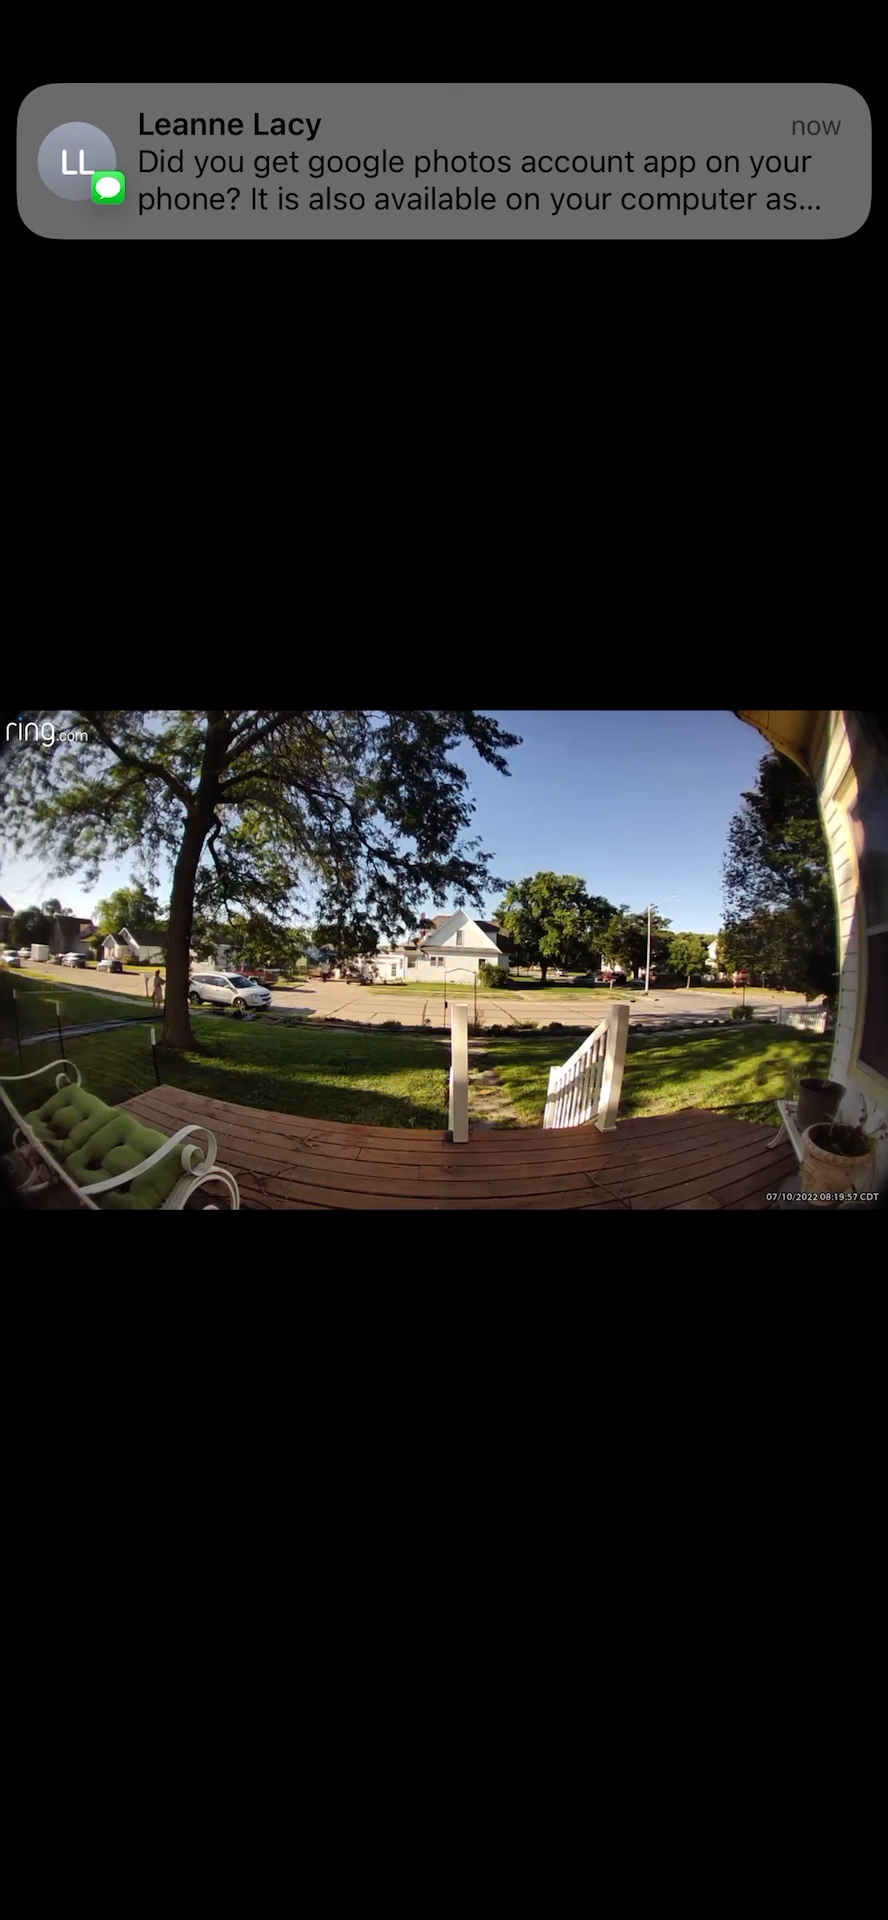 Leanne Lacy
now
LL
Did you get google photos account app on your
phone? It is also available on your computer as...
ring.com
07/10/2022 08:19:57 CDT